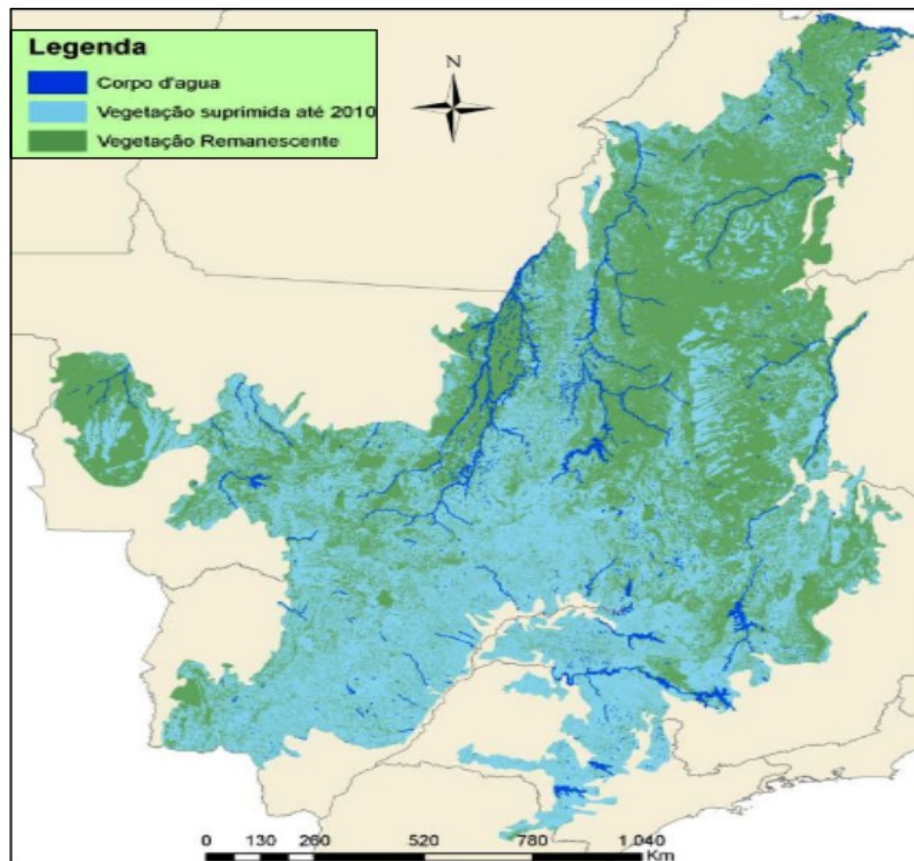 Legenda
Corpo d'agua
Vegetação suprimida até 2010
Vegetação Remanescente
N
0 130 260 520 780 1.040
Km